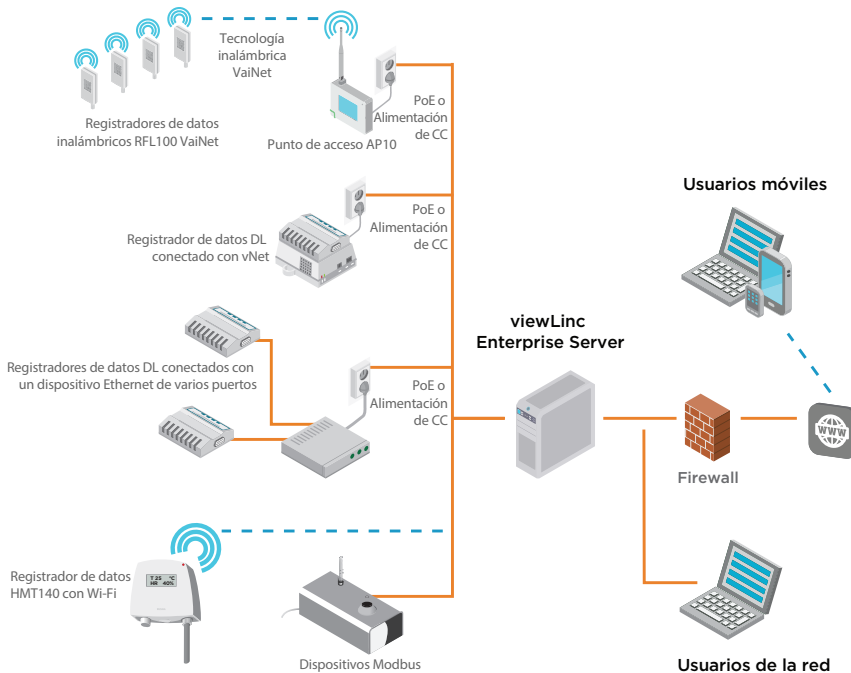 Tecnología
inalámbrica
VaiNet
Registradores de datos
inalámbricos RFL100 VaiNet
Punto de acceso AP10
PoE o
Alimentación
de CC
Registrador de datos DL
conectado con vNet
PoE o
Alimentación
de CC
Registradores de datos DL conectados con
un dispositivo Ethernet de varios puertos
PoE o
Alimentación
de CC
Registrador de datos
HMT140 con Wi-Fi
T 25 °C
HR 40%
Dispositivos Modbus
viewLinc
Enterprise Server
Usuarios móviles
Firewall
WWW
Usuarios de la red